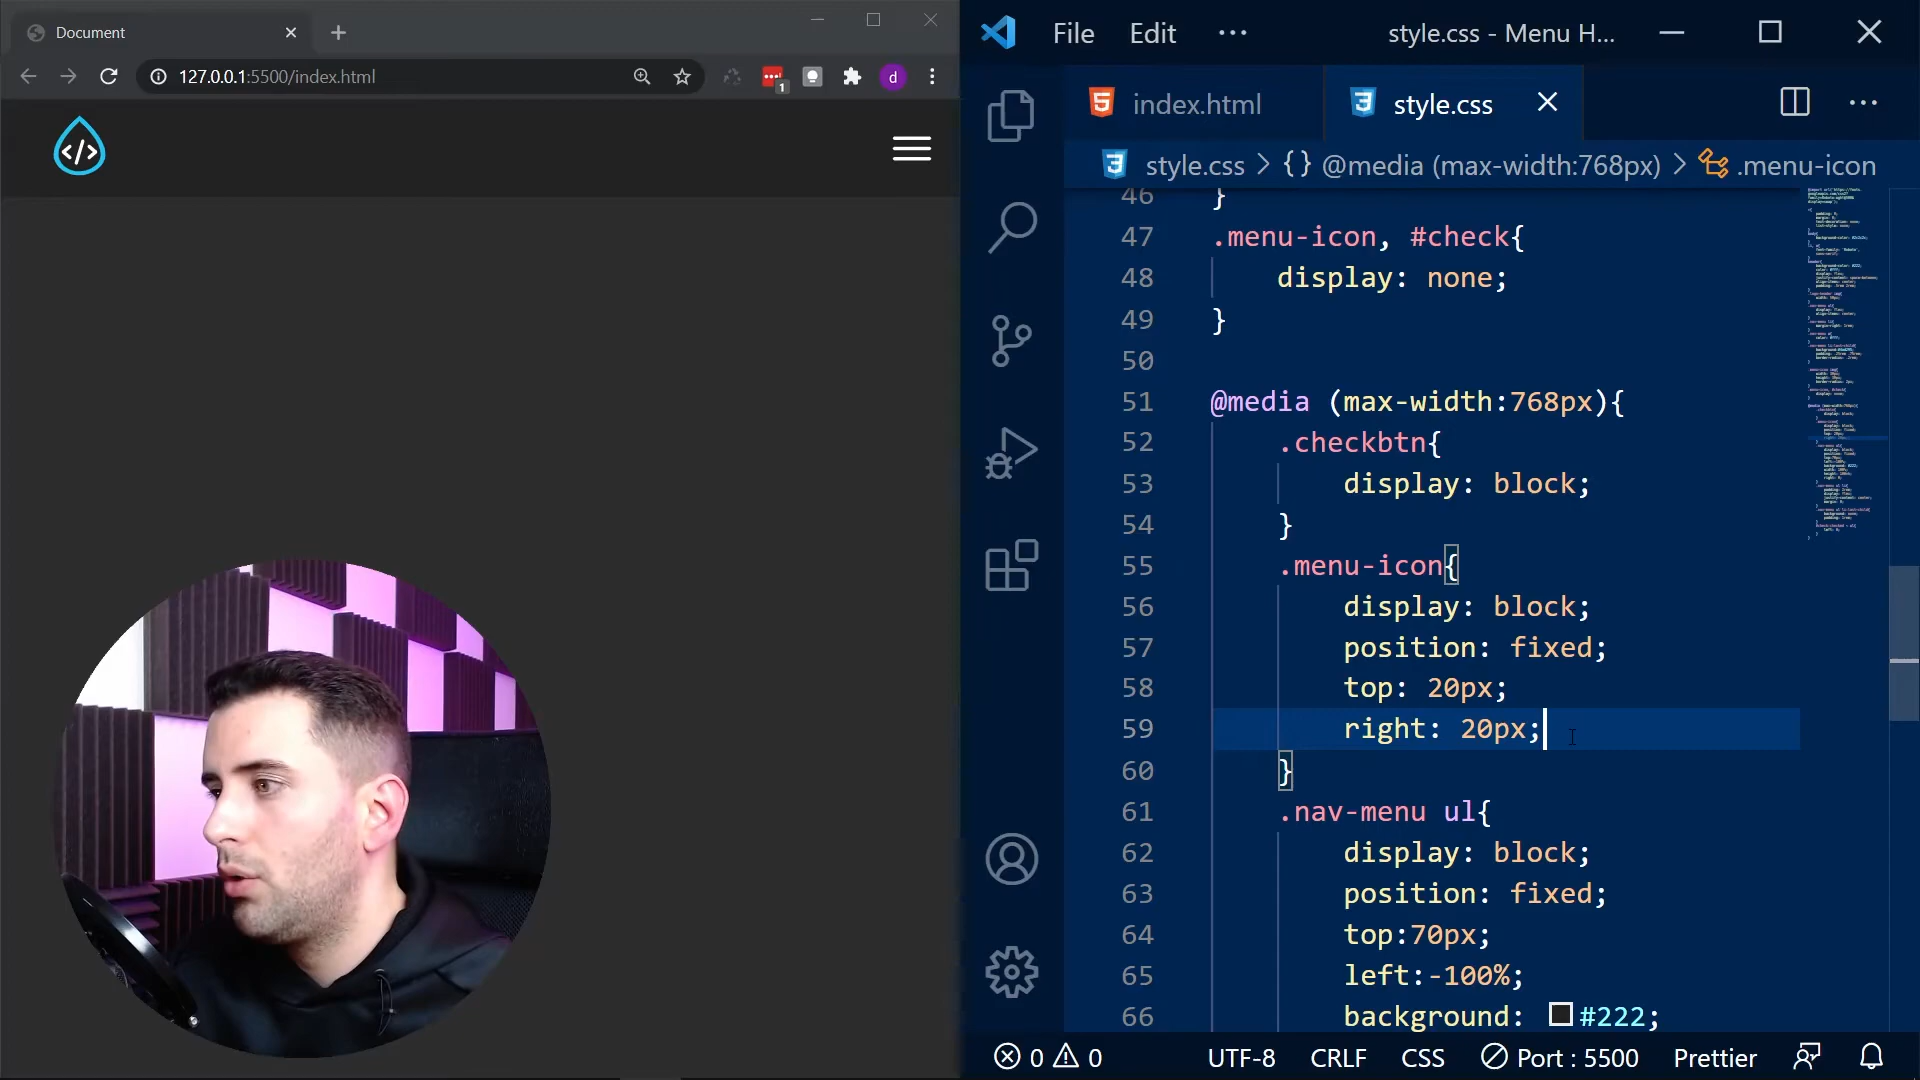 Document
127.0.0.1:5500/index.html
1
d
</>
File
Edit
style.css - Menu H...
index.html
style.css
style.css > {} @media (max-width:768px) > .menu-icon
46 }
47 .menu-icon, #check{
48 display: none;
49 }
50
51 @media (max-width:768px){
52 .checkbtn{
53 display: block;
54 }
55 .menu-icon{
56 display: block;
57 position: fixed;
58 top: 20px;
59 right: 20px;
60 }
61 .nav-menu ul{
62 display: block;
63 position: fixed;
64 top:70px;
65 left:-100%;
66 background: #222;
0 0 UTF-8 CRLF CSS Port : 5500 Prettier